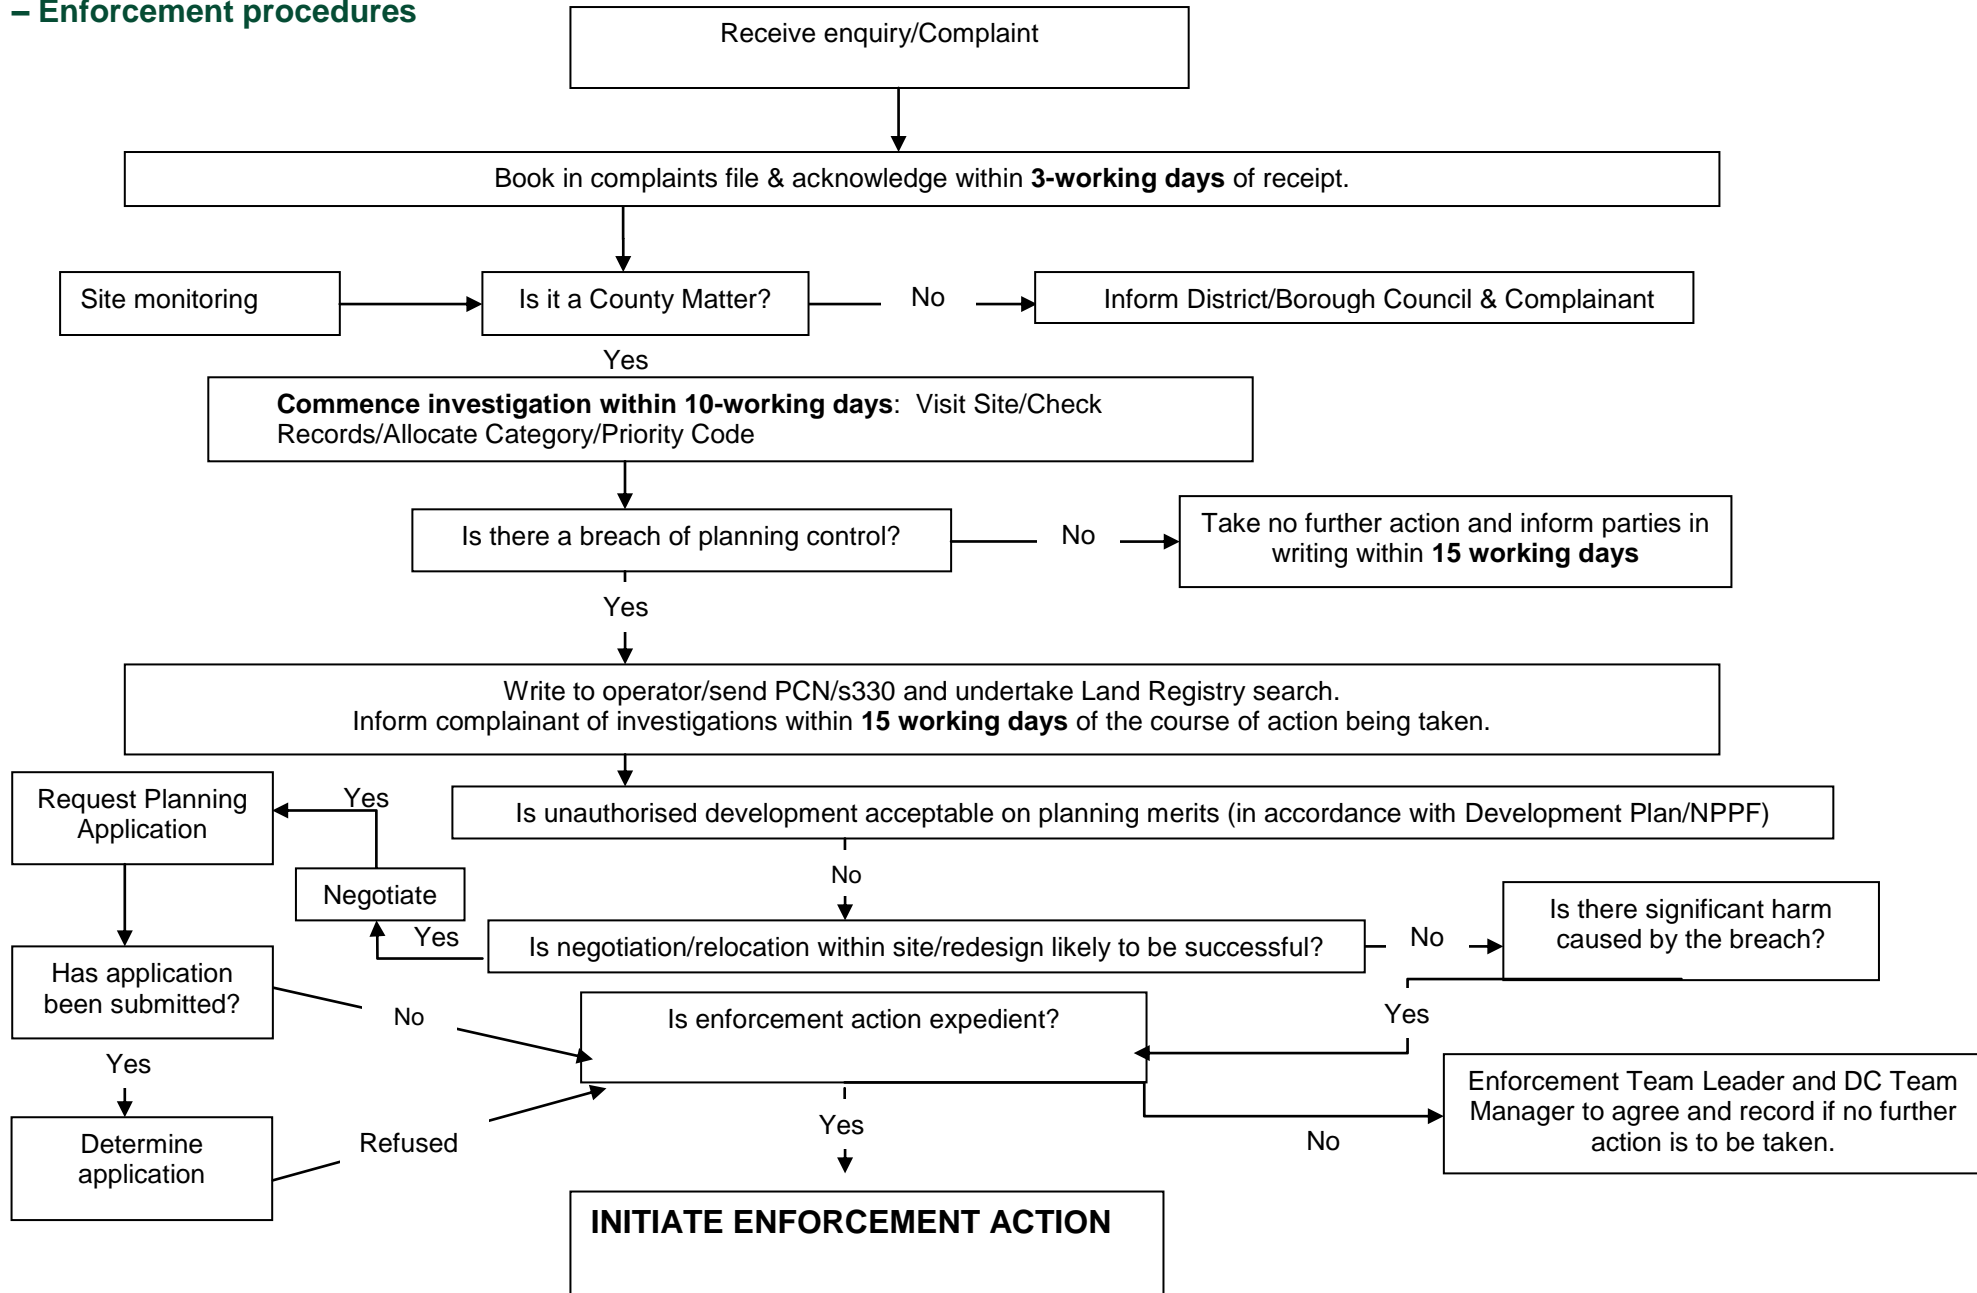 – Enforcement procedures
Receive enquiry/Complaint
Book in complaints file & acknowledge within 3-working days of receipt.
Site monitoring
Is it a County Matter?
No
Inform District/Borough Council & Complainant
Yes
Commence investigation within 10-working days: Visit Site/Check
Records/Allocate Category/Priority Code
Is there a breach of planning control?
No
Take no further action and inform parties in
writing within 15 working days
Yes
Write to operator/send PCN/s330 and undertake Land Registry search.
Inform complainant of investigations within 15 working days of the course of action being taken.
Request Planning
Application
Yes
Is unauthorised development acceptable on planning merits (in accordance with Development Plan/NPPF)
No
Negotiate
Yes
Is negotiation/relocation within site/redesign likely to be successful?
No
Is there significant harm
caused by the breach?
Has application
been submitted?
No
Is enforcement action expedient?
Yes
Yes
Determine
application
Refused
Yes
No
Enforcement Team Leader and DC Team
Manager to agree and record if no further
action is to be taken.
INITIATE ENFORCEMENT ACTION